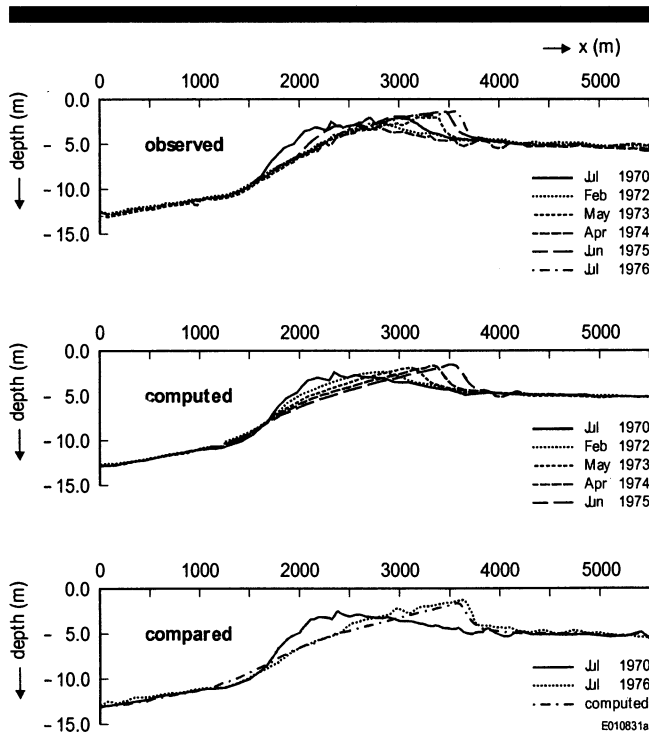 x (m)
0 1000 2000 3000 4000 5000
0.0
- 5.0
- 10.0
- 15.0
depth (m)
observed
Jul 1970
Feb 1972
May 1973
Apr 1974
Jun 1975
Jul 1976
0 1000 2000 3000 4000 5000
0.0
- 5.0
- 10.0
- 15.0
depth (m)
computed
Jul 1970
Feb 1972
May 1973
Apr 1974
Jun 1975
0 1000 2000 3000 4000 5000
0.0
- 5.0
- 10.0
- 15.0
depth (m)
compared
Jul 1970
Jul 1976
computed
E010831a